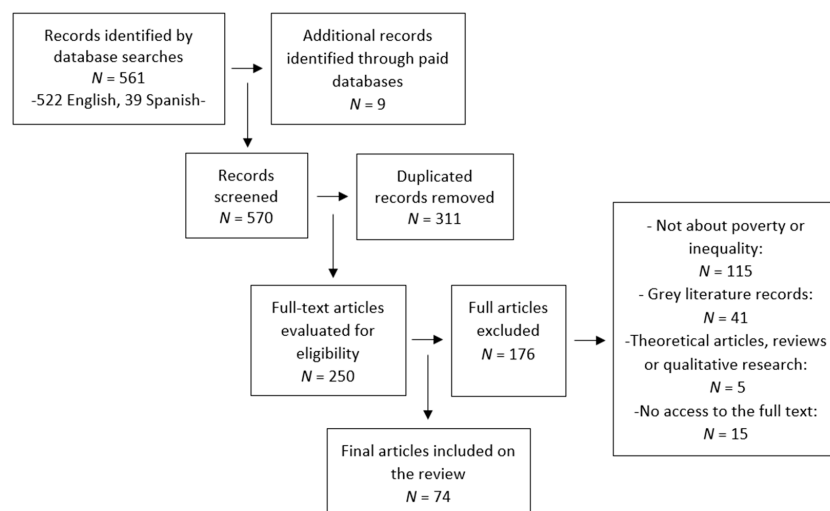 Records identified by
database searches
N = 561
-522 English, 39 Spanish-
Additional records
identified through paid
databases
N = 9
Records
screened
N = 570
Duplicated
records removed
N = 311
Full-text articles
evaluated for
eligibility
N = 250
Full articles
excluded
N = 176
- Not about poverty or
inequality:
N = 115
- Grey literature records:
N = 41
-Theoretical articles, reviews
or qualitative research:
N = 5
-No access to the full text:
N = 15
Final articles included on
the review
N = 74